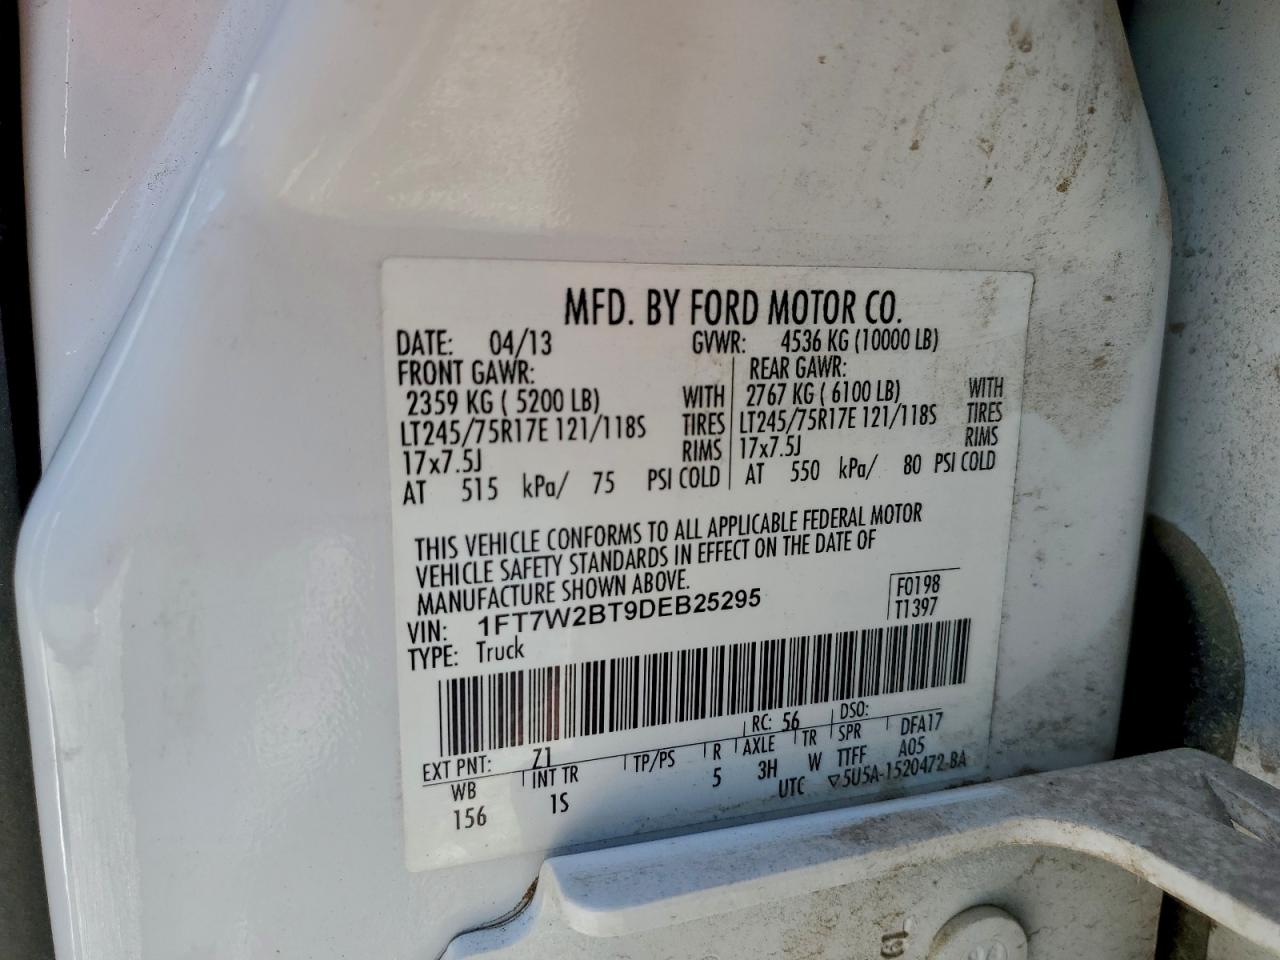 MFD. BY FORD MOTOR CO.
DATE: 04/13 GVWR: 4536 KG (10000 LB)
FRONT GAWR: REAR GAWR:
2359 KG ( 5200 LB) WITH 2767 KG ( 6100 LB) WITH
LT245/75R17E 121/118S TIRES LT245/75R17E 121/118S TIRES
17x7.5J RIMS 17x7.5J RIMS
AT 515 kPa/ 75 PSI COLD AT 550 kPa/ 80 PSI COLD
THIS VEHICLE CONFORMS TO ALL APPLICABLE FEDERAL MOTOR
VEHICLE SAFETY STANDARDS IN EFFECT ON THE DATE OF
MANUFACTURE SHOWN ABOVE.
VIN: 1FT7W2BT9DEB25295 F0198
TYPE: Truck T1397
EXT PNT: Z1 RC: 56 DSO:
WB INT TR TP/PS R AXLE TR SPR DFA17
156 1S 5 3H W TTFF A05
UTC ▽5U5A-1520472-BA